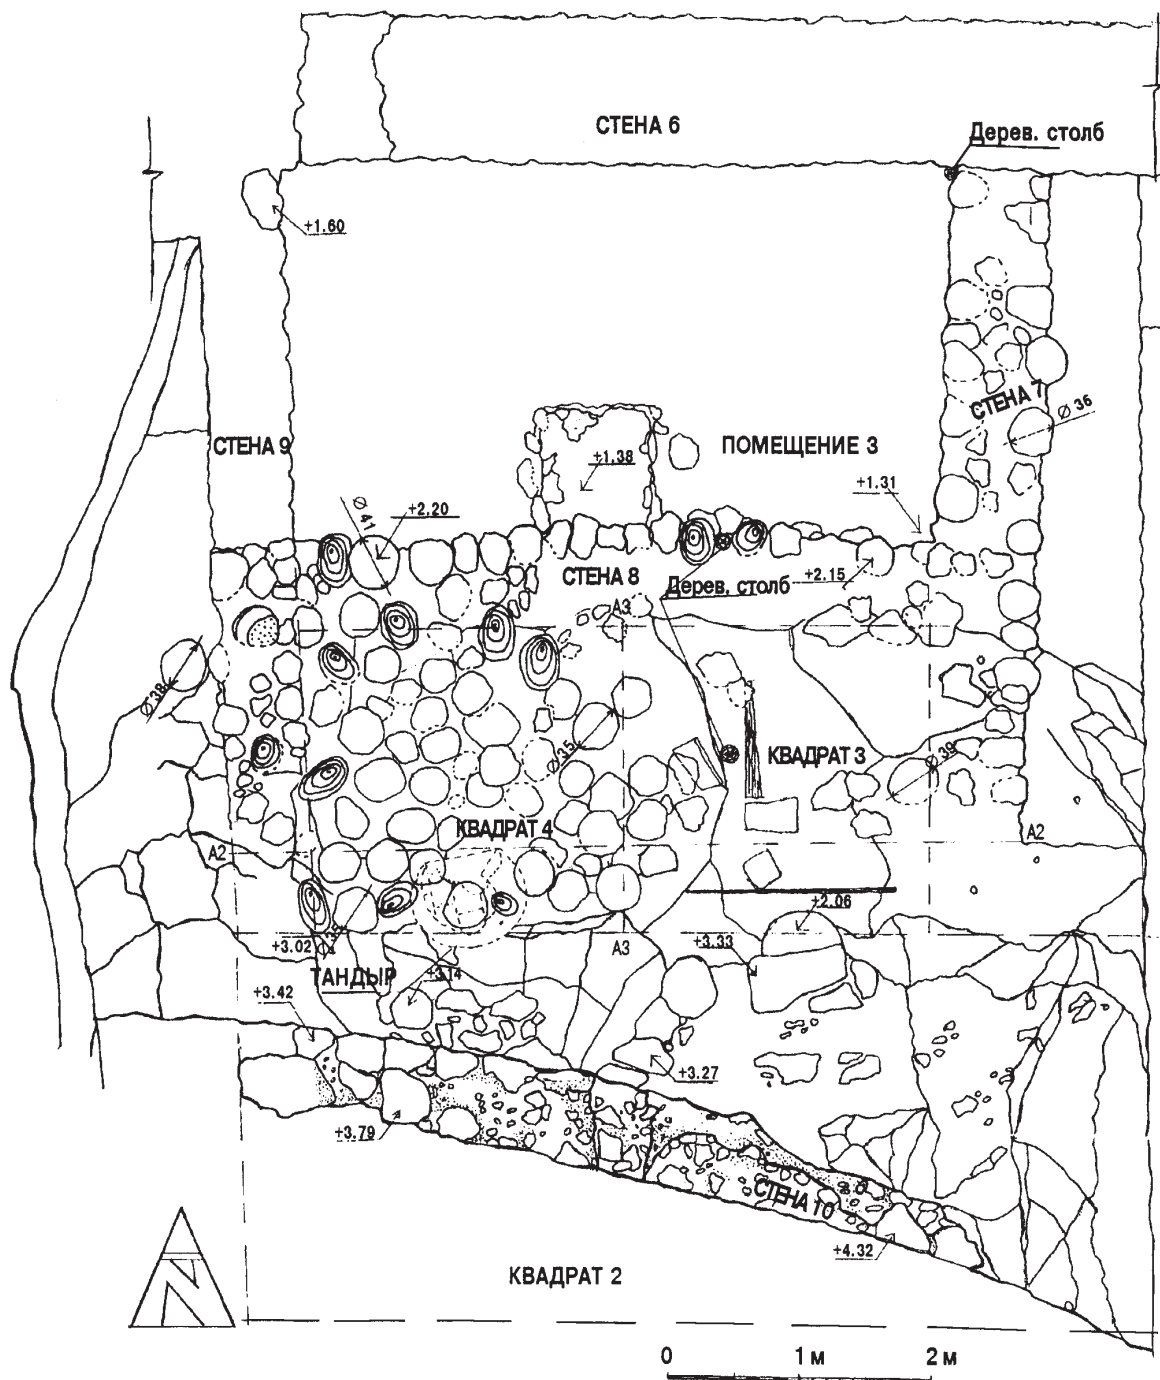 СТЕНА 6
Дерев. столб
+1.60
СТЕНА 7
Ø 36
СТЕНА 9
ПОМЕЩЕНИЕ 3
+1.38
+1.31
Ø 41
+2.20
СТЕНА 8
Дерев. столб
+2.15
А3
Ø 38
Ø 35
КВАДРАТ 3
Ø 39
КВАДРАТ 4
А2
А2
+2.06
+3.02
А3
+3.33
ТАНДЫР
+3.14
+3.42
+3.27
+3.79
СТЕНА 10
+4.32
N
КВАДРАТ 2
0
1 м
2 м